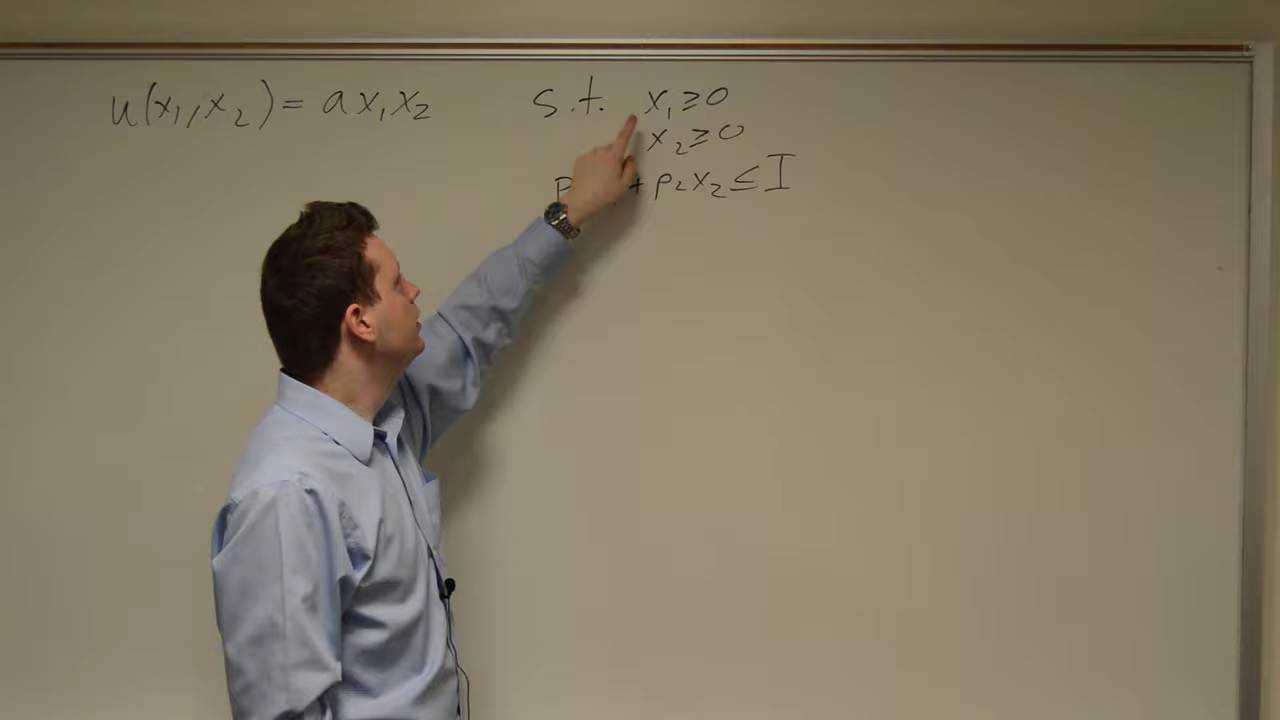 u(x₁,x₂) = ax₁x₂ s.t. x₁≥0
x₂≥0
p + p₂x₂ ≤ I